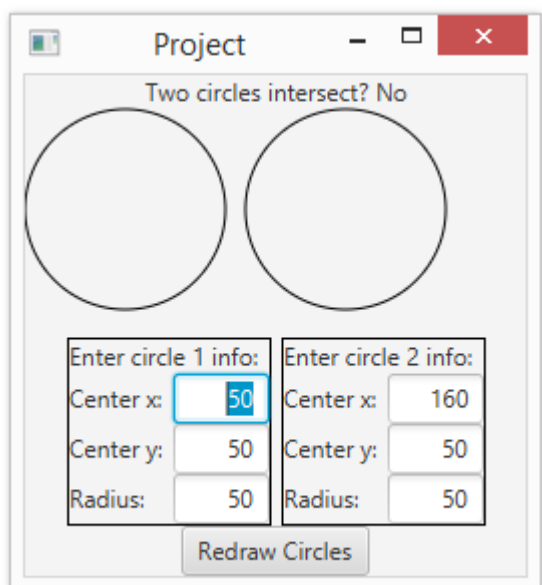 Project
Two circles intersect? No
Enter circle 1 info: Enter circle 2 info:
Center x: 50 Center x: 160
Center y: 50 Center y: 50
Radius: 50 Radius: 50
Redraw Circles